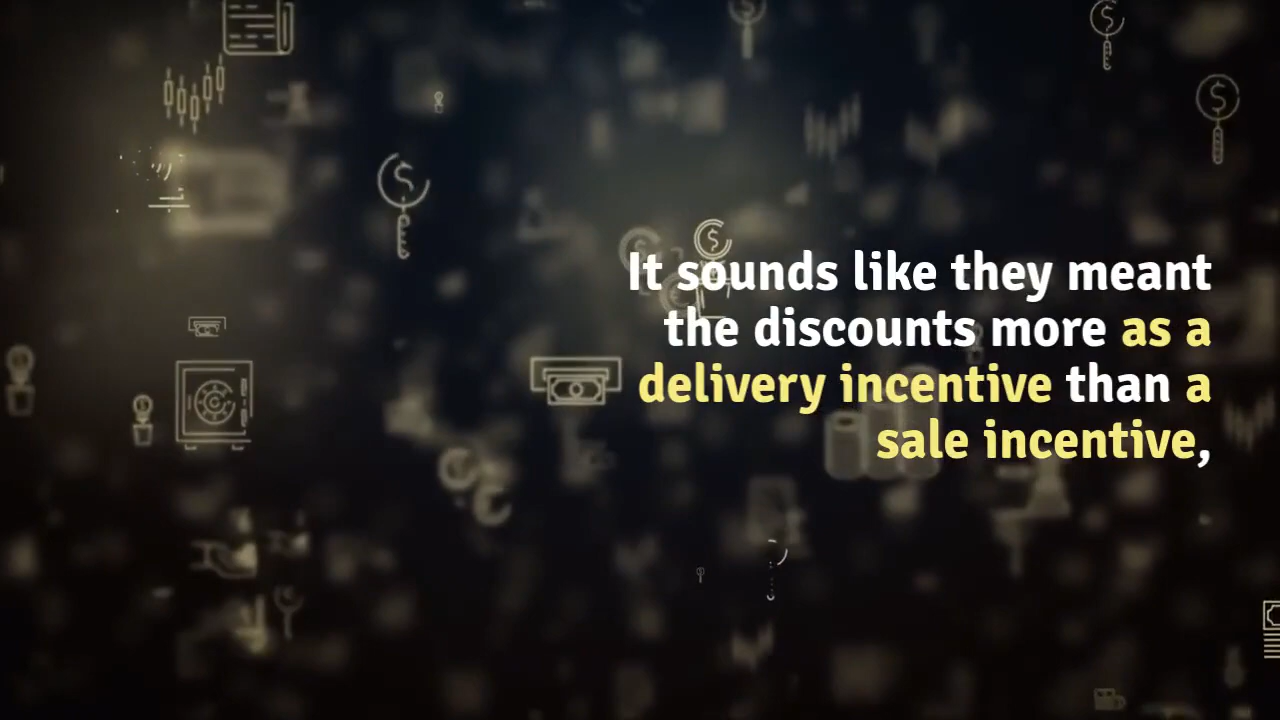 It sounds like they meant
the discounts more as a
delivery incentive than a
sale incentive,